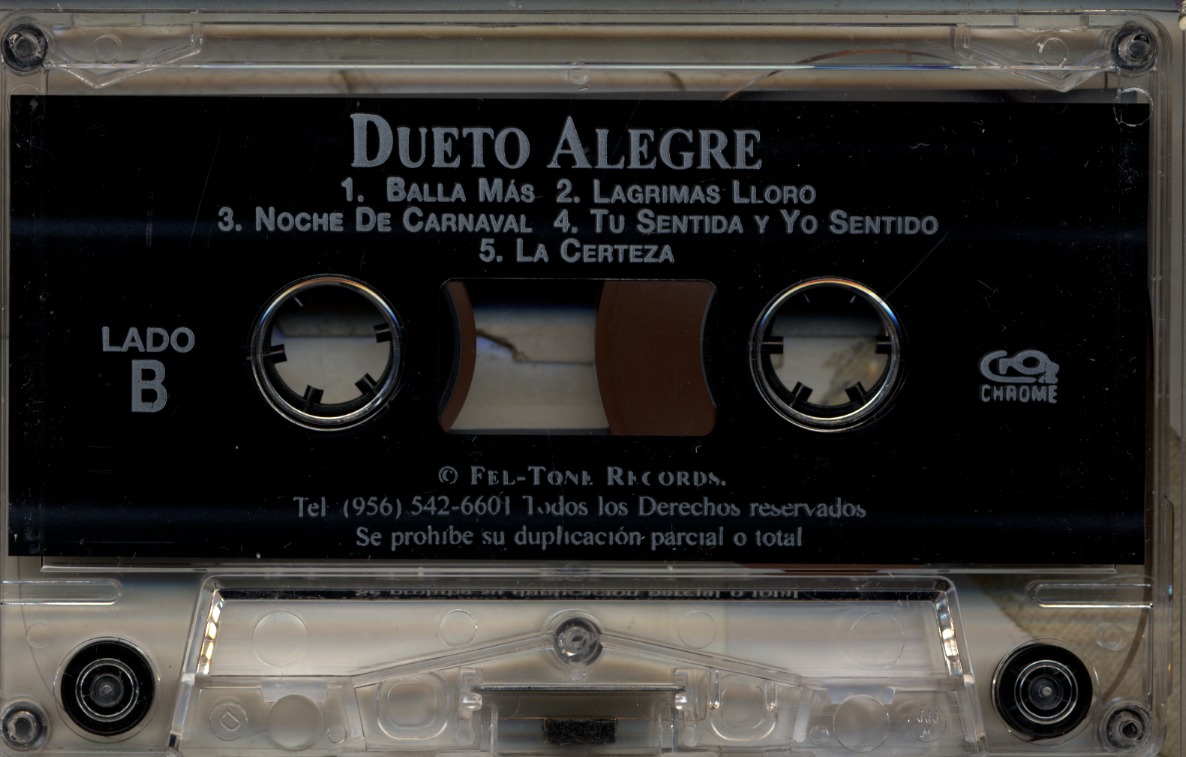 DUETO ALEGRE
1. BALLA MÁS 2. LAGRIMAS LLORO
3. NOCHE DE CARNAVAL 4. TU SENTIDA Y YO SENTIDO
5. LA CERTEZA
LADO
B
CrO2
CHROME
© FEL-TONE RECORDS.
Tel (956) 542-6601 Todos los Derechos reservados
Se prohibe su duplicación parcial o total